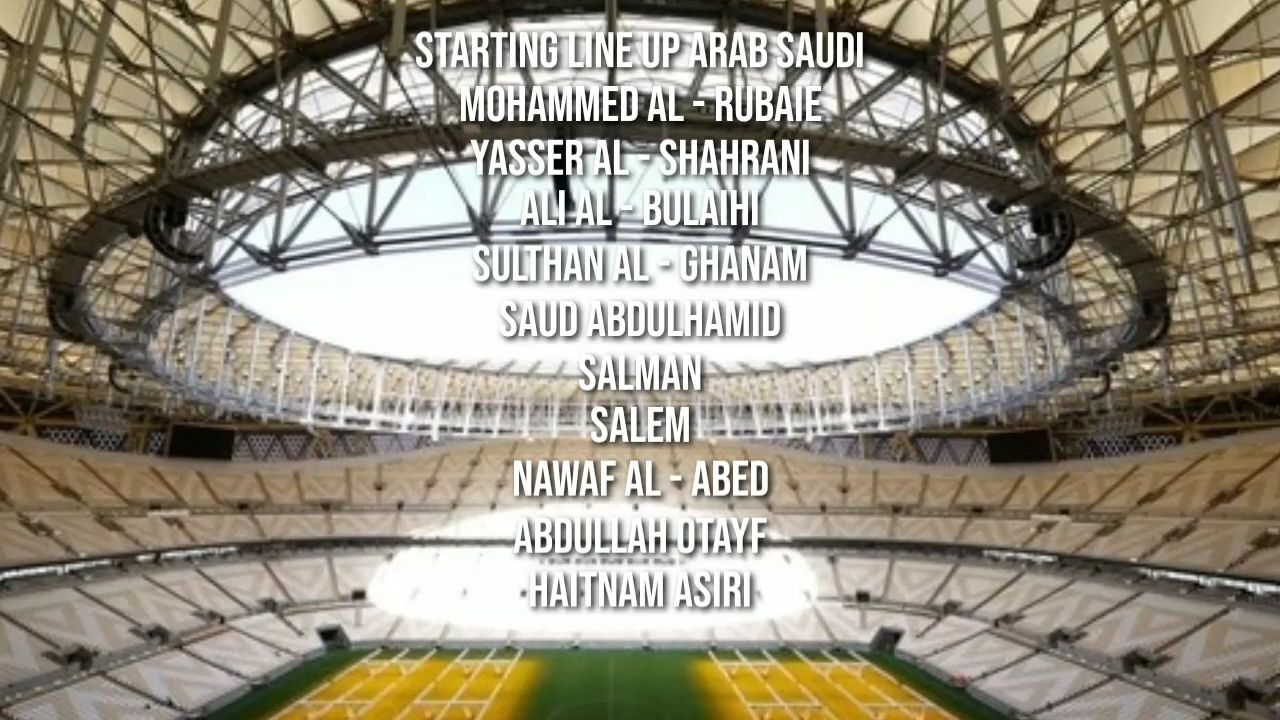 STARTING LINE UP ARAB SAUDI
MOHAMMED AL - RUBAIE
YASSER AL - SHAHRANI
ALI AL - BULAIHI
SULTHAN AL - GHANAM
SAUD ABDULHAMID
SALMAN
SALEM
NAWAF AL - ABED
ABDULLAH OTAYF
HAITNAM ASIRI